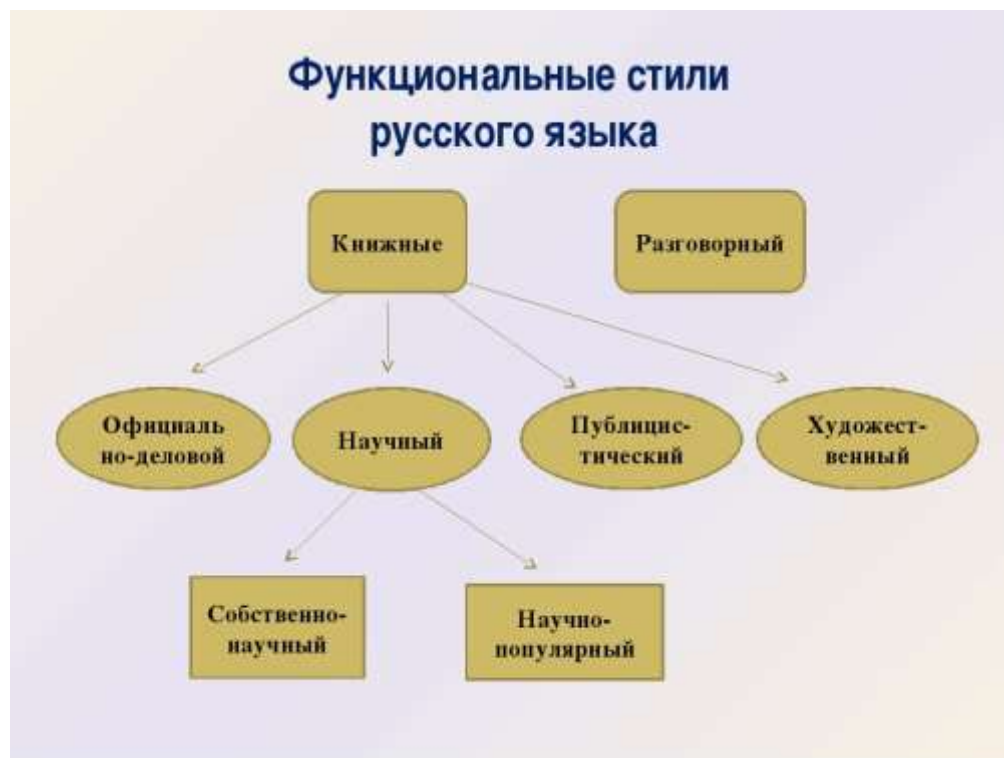 Функциональные стили
русского языка
Книжные
Разговорный
Официаль
но-деловой
Научный
Публицис-
тический
Художест-
венный
Собственно-
научный
Научно-
популярный